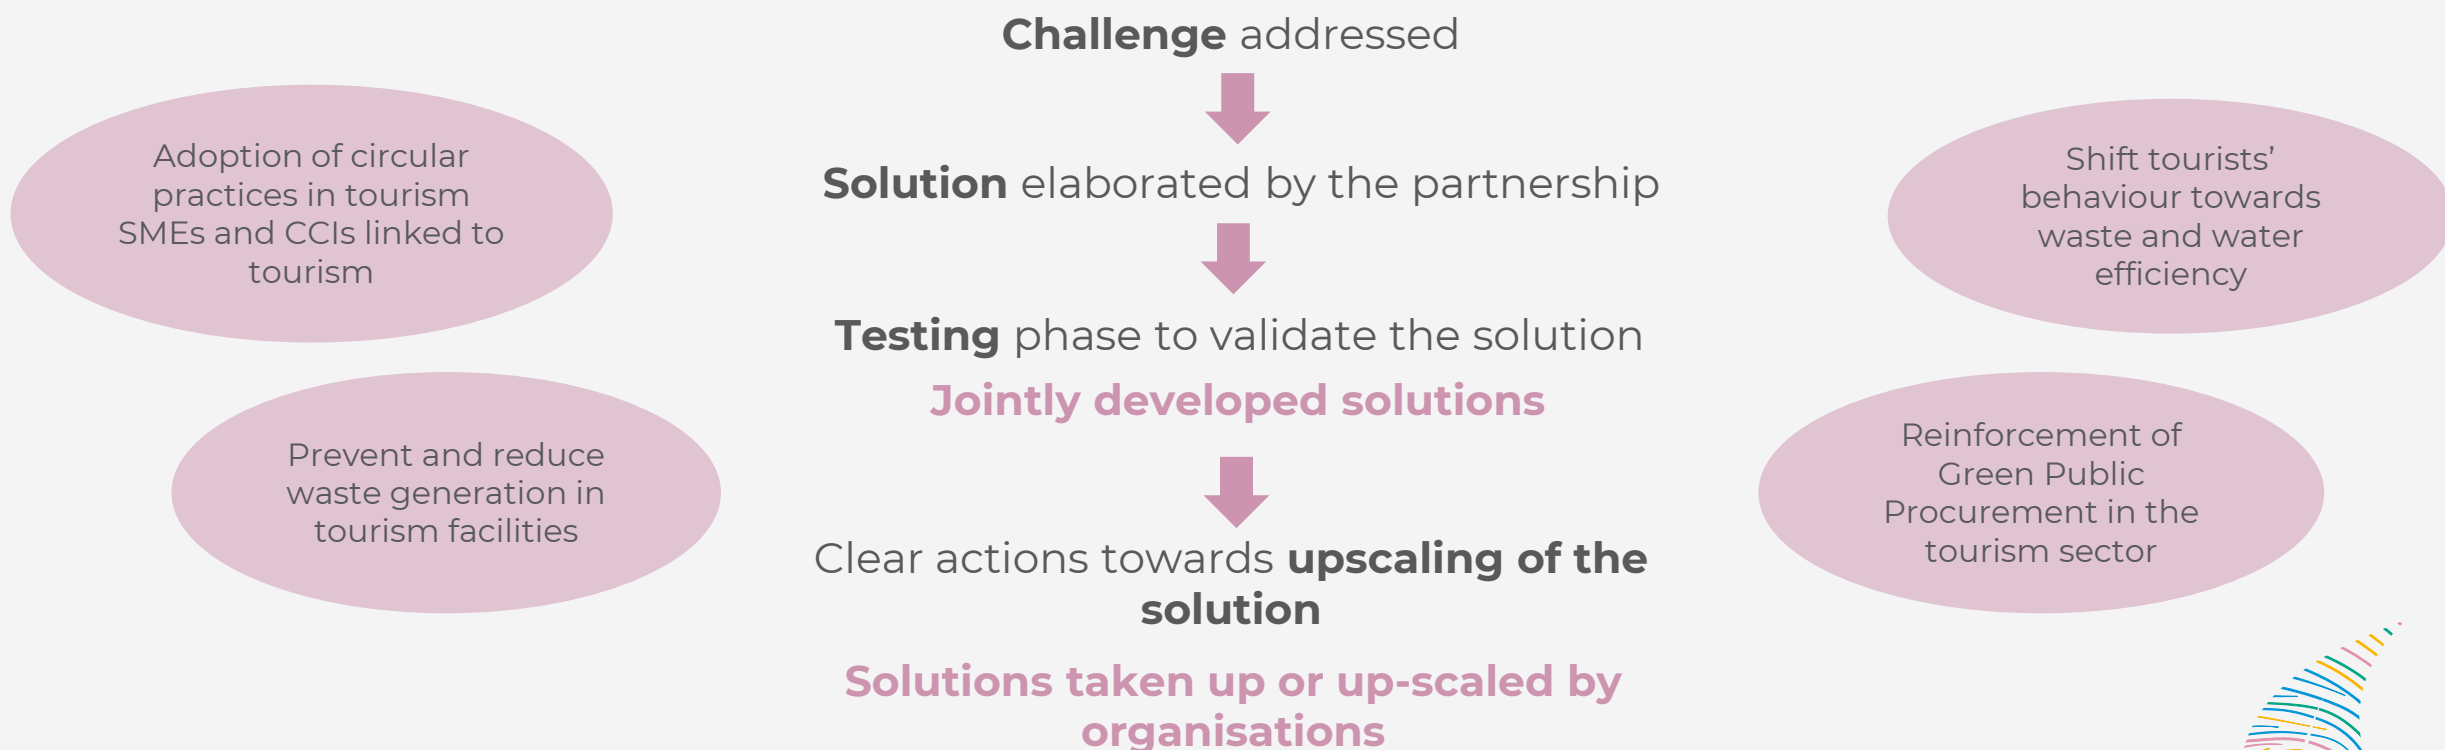 Challenge addressed
Solution elaborated by the partnership
Testing phase to validate the solution
Jointly developed solutions
Clear actions towards upscaling of the
solution
Solutions taken up or up-scaled by
organisations
Adoption of circular
practices in tourism
SMEs and CCIs linked to
tourism
Prevent and reduce
waste generation in
tourism facilities
Shift tourists’
behaviour towards
waste and water
efficiency
Reinforcement of
Green Public
Procurement in the
tourism sector